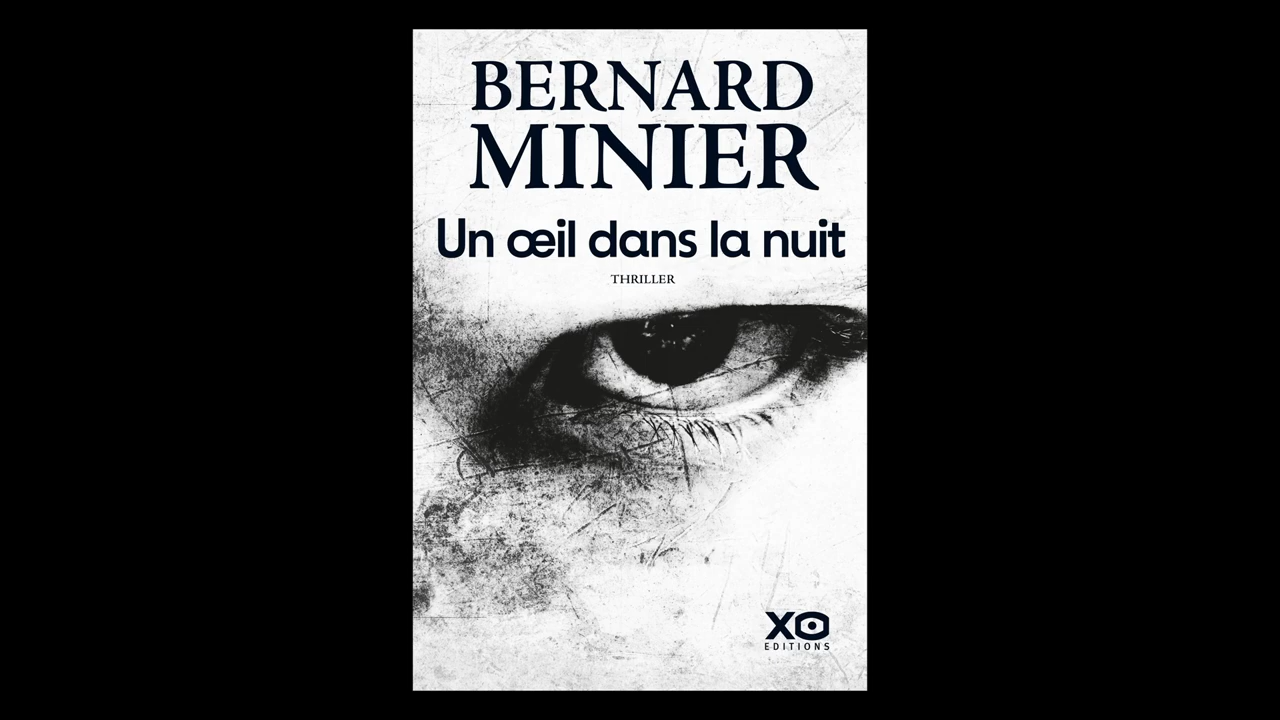 BERNARD
MINIER
Un œil dans la nuit
THRILLER
XO
EDITIONS